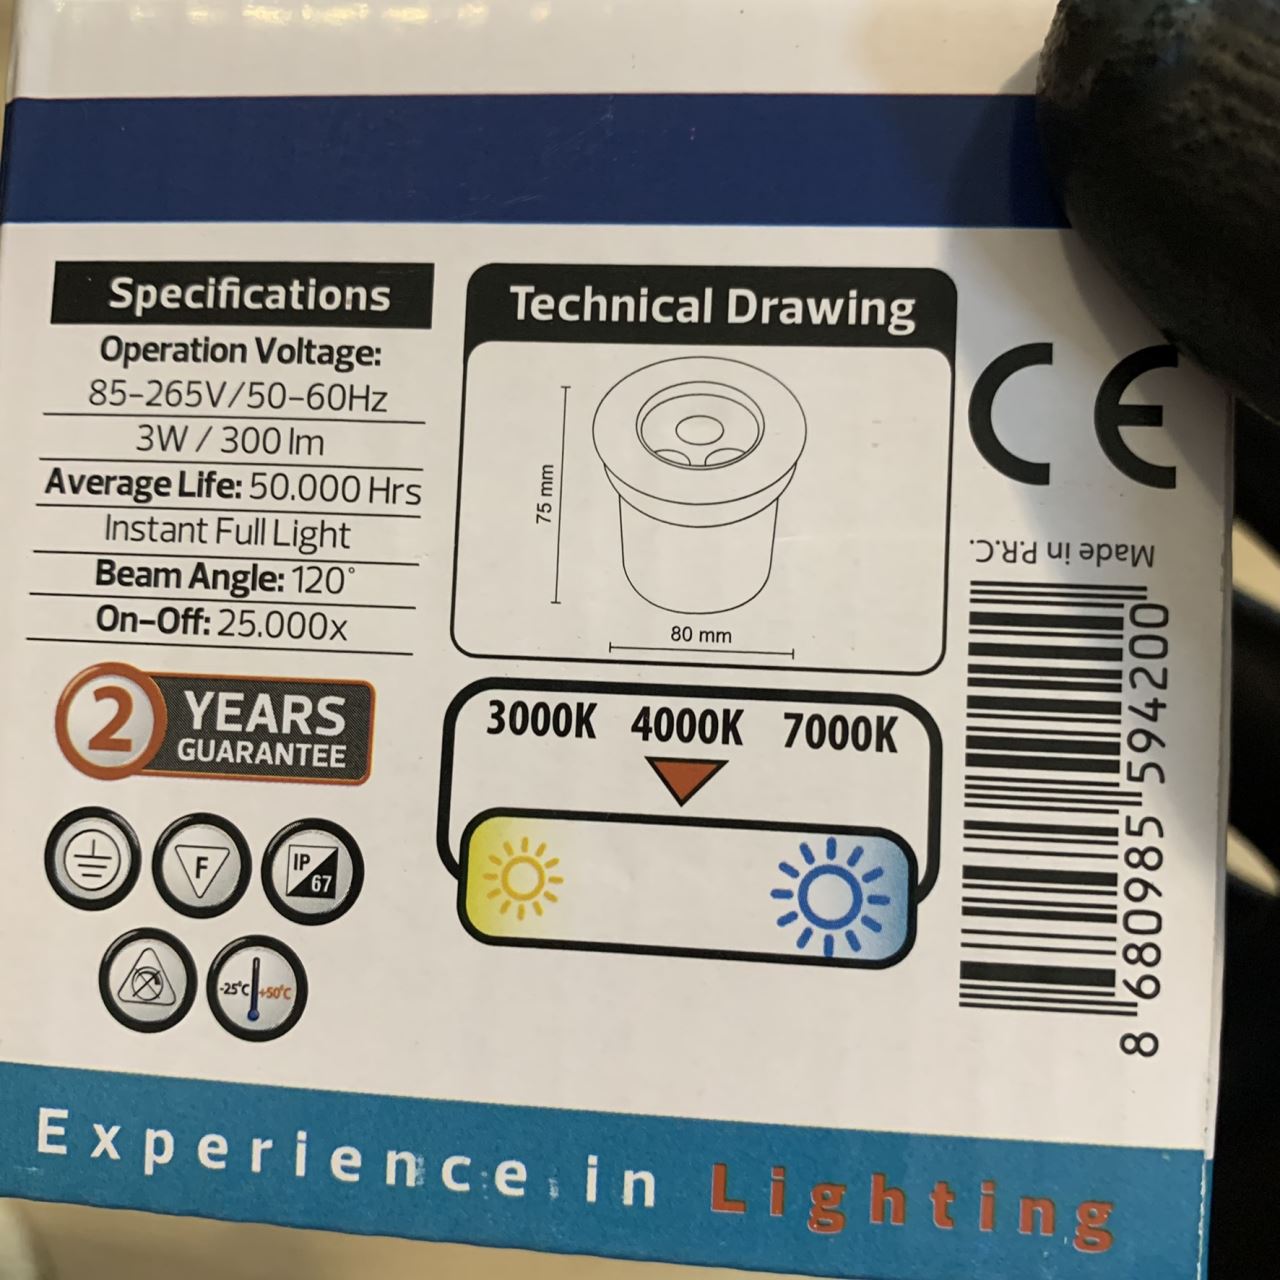 Specifications
Operation Voltage:
85-265V/50-60Hz
3W / 300 lm
Average Life: 50.000 Hrs
Instant Full Light
Beam Angle: 120°
On-Off: 25.000x
2 YEARS
GUARANTEE
F
IP
67
-25°C +50°C
Technical Drawing
75 mm
80 mm
3000K 4000K 7000K
CE
Made in P.R.C.
8 680985 594200
Experience in Lighting